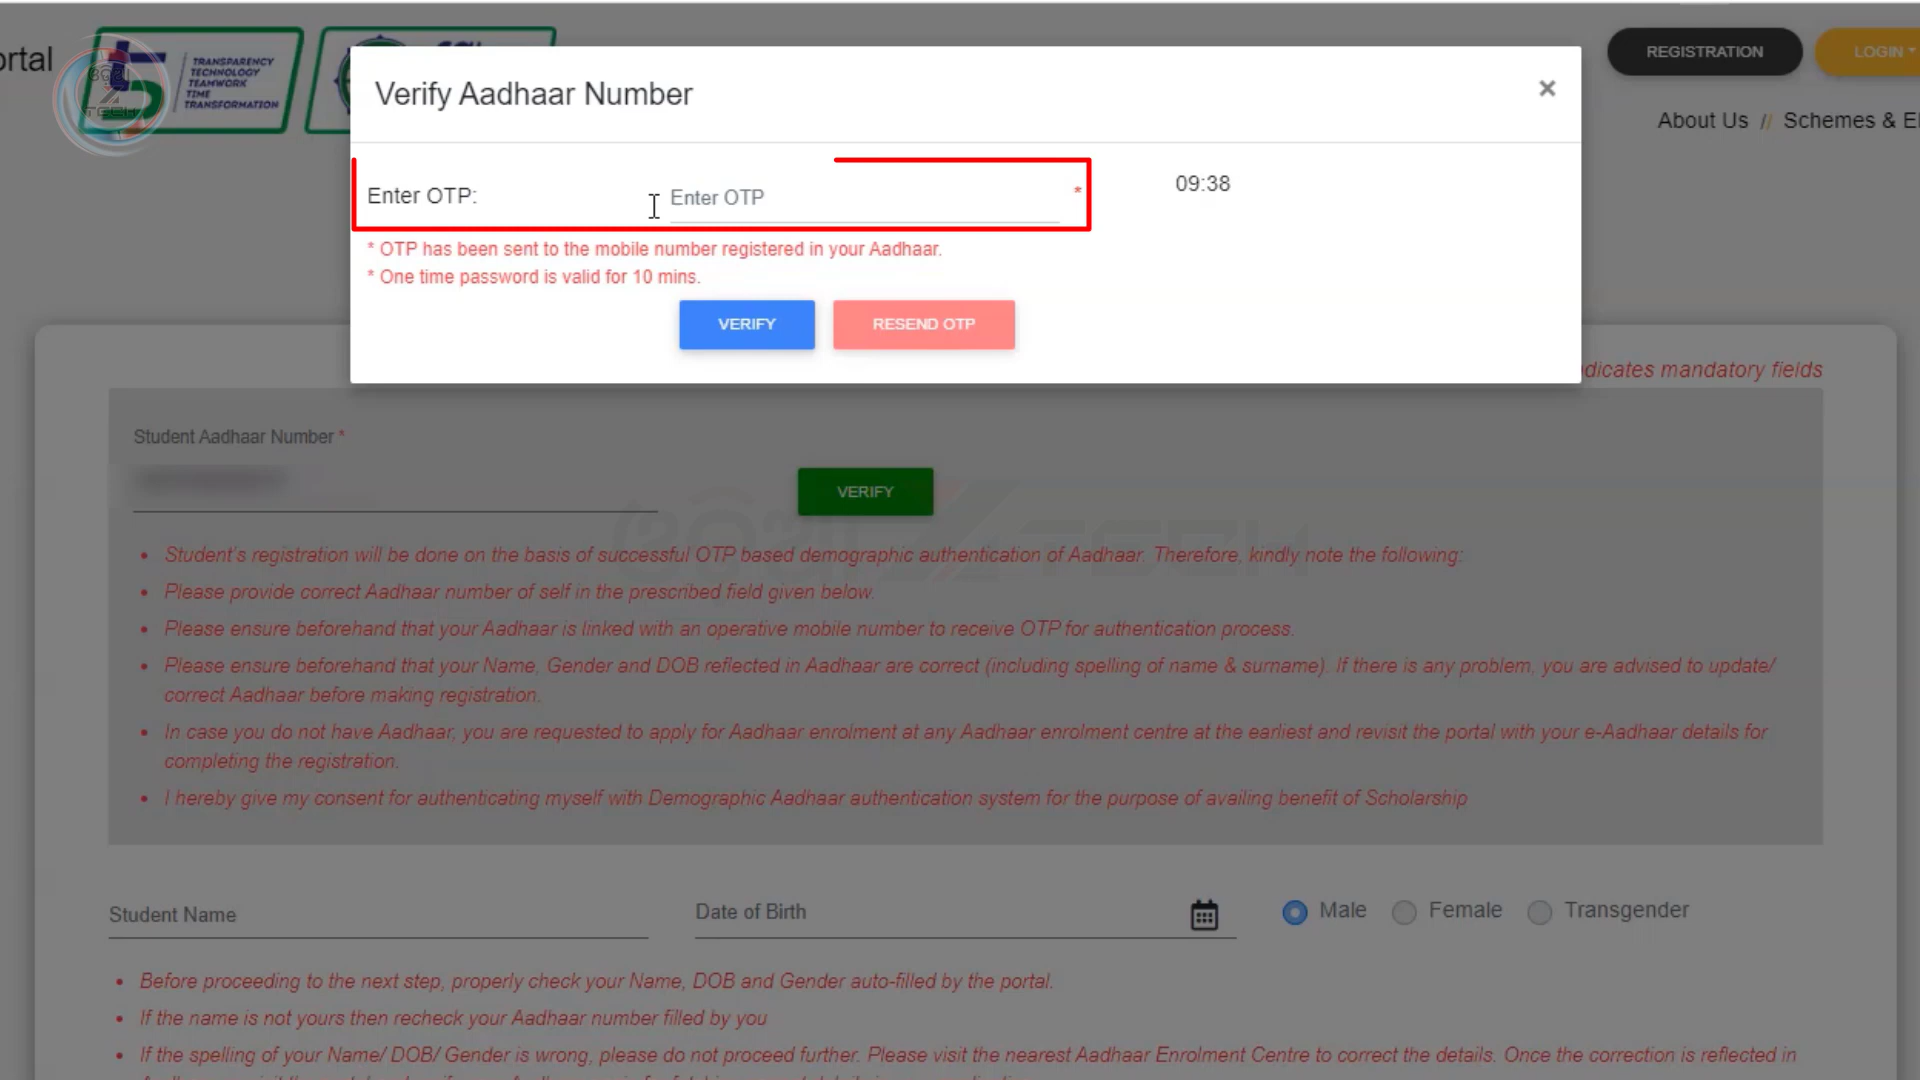 ortal
TRANSPARENCY
TECHNOLOGY
TEAMWORK
TIME
TRANSFORMATION
ଓଡ଼ିଆ
TECH
REGISTRATION
LOGIN
About Us // Schemes & El
Verify Aadhaar Number
×
Enter OTP:
Enter OTP
*
09:38
* OTP has been sent to the mobile number registered in your Aadhaar.
* One time password is valid for 10 mins.
VERIFY
RESEND OTP
dicates mandatory fields
Student Aadhaar Number *
VERIFY
ଓଡ଼ିଆ TECH
• Student's registration will be done on the basis of successful OTP based demographic authentication of Aadhaar. Therefore, kindly note the following:
• Please provide correct Aadhaar number of self in the prescribed field given below.
• Please ensure beforehand that your Aadhaar is linked with an operative mobile number to receive OTP for authentication process.
• Please ensure beforehand that your Name, Gender and DOB reflected in Aadhaar are correct (including spelling of name & surname). If there is any problem, you are advised to update/
correct Aadhaar before making registration.
• In case you do not have Aadhaar, you are requested to apply for Aadhaar enrolment at any Aadhaar enrolment centre at the earliest and revisit the portal with your e-Aadhaar details for
completing the registration.
• I hereby give my consent for authenticating myself with Demographic Aadhaar authentication system for the purpose of availing benefit of Scholarship
Student Name
Date of Birth
Male
Female
Transgender
• Before proceeding to the next step, properly check your Name, DOB and Gender auto-filled by the portal.
• If the name is not yours then recheck your Aadhaar number filled by you
• If the spelling of your Name/ DOB/ Gender is wrong, please do not proceed further. Please visit the nearest Aadhaar Enrolment Centre to correct the details. Once the correction is reflected in